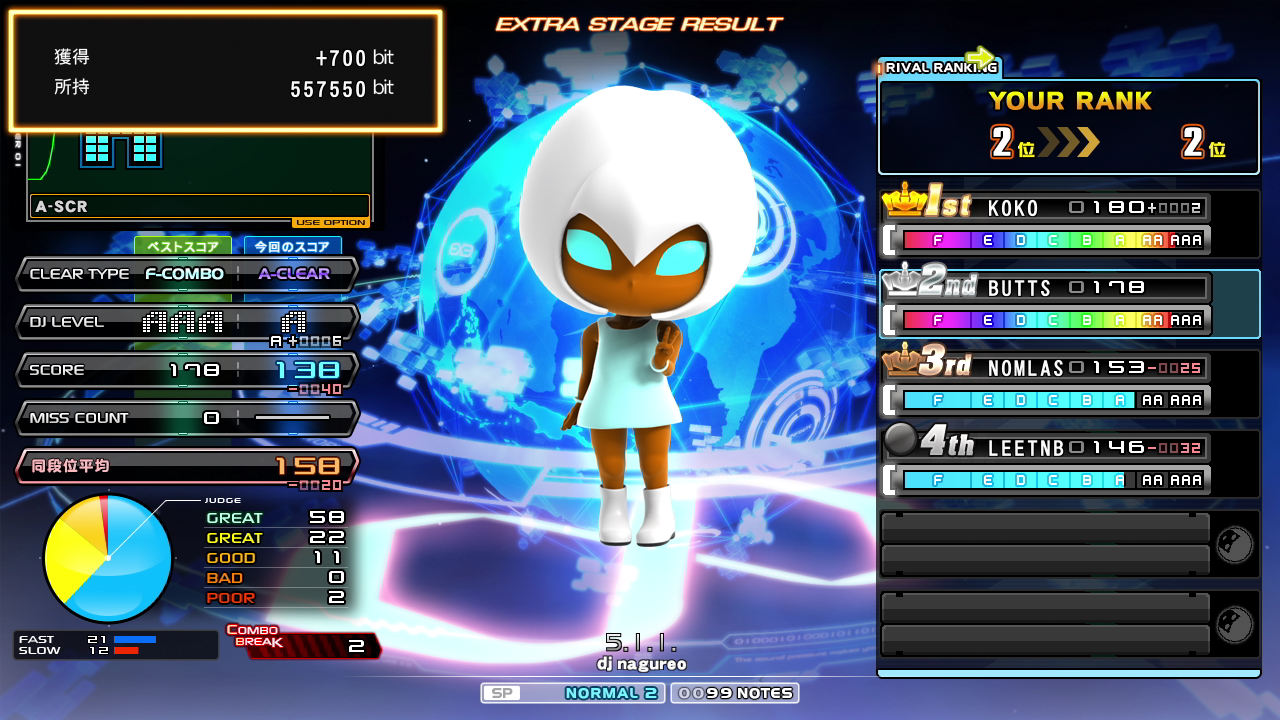 獲得 +700 bit
所持 557550 bit
EXTRA STAGE RESULT
RIVAL RANKING
YOUR RANK
2位 2位
A-SCR
USE OPTION
ベストスコア 今回のスコア
CLEAR TYPE F-COMBO A-CLEAR
DJ LEVEL AAA A
A +0006
SCORE 178 138
-0040
MISS COUNT 0
同段位平均 158
-0020
JUDGE
GREAT 58
GREAT 22
GOOD 11
BAD 0
POOR 2
FAST 21
SLOW 12
COMBO BREAK 2
1st KOKO 0180+0002
F E D C B A AA AAA
2nd BUTTS 0178
F E D C B A AA AAA
3rd NOMLAS 0153-0025
F E D C B A AA AAA
4th LEETNB 0146-0032
F E D C B A AA AAA
5.1.1.
dj nagureo
SP NORMAL 2 0099 NOTES